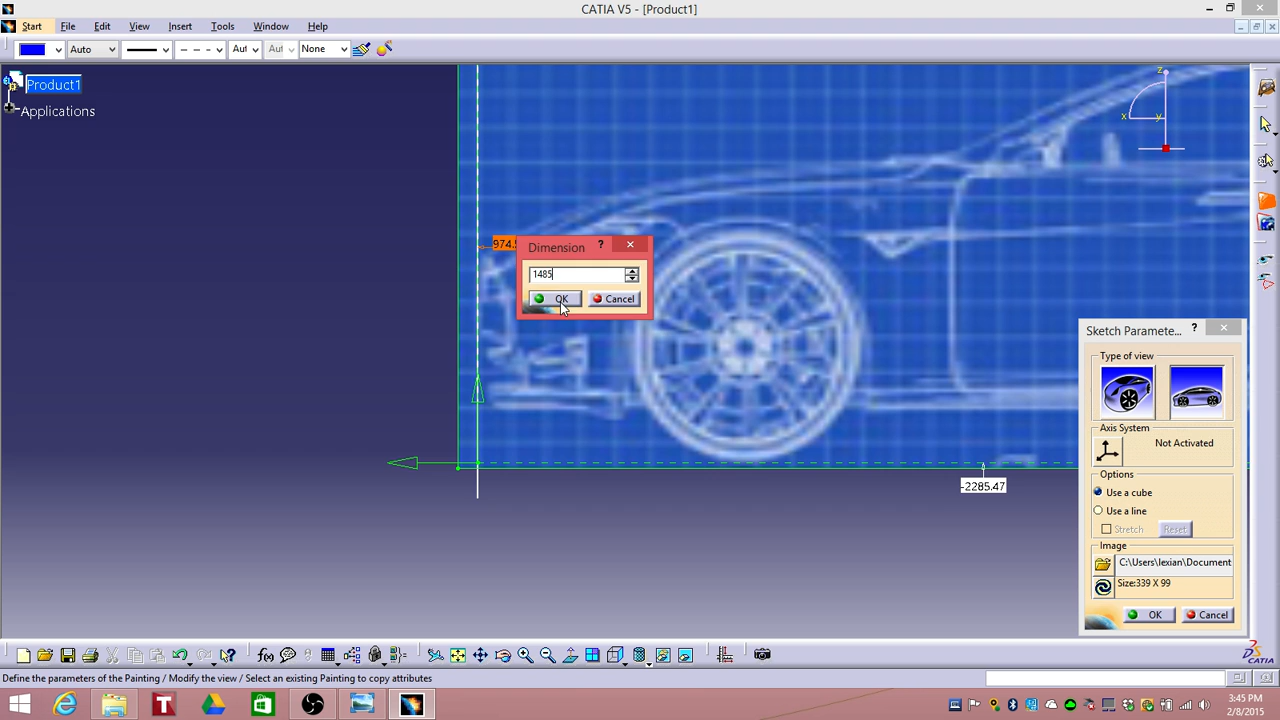 CATIA V5 - [Product1]
Start File Edit View Insert Tools Window Help
Auto Aut Aut None
Product1
Applications
z
x y
974.
Dimension ?
1485
OK Cancel
-2285.47
Sketch Paramete... ?
Type of view
Axis System
Not Activated
Options
Use a cube
Use a line
Stretch Reset
Image
C:\Users\lexian\Document
Size:339 X 99
OK Cancel
f(x)
CATIA
Define the parameters of the Painting / Modify the view / Select an existing Painting to copy attributes
3:45 PM
2/8/2015